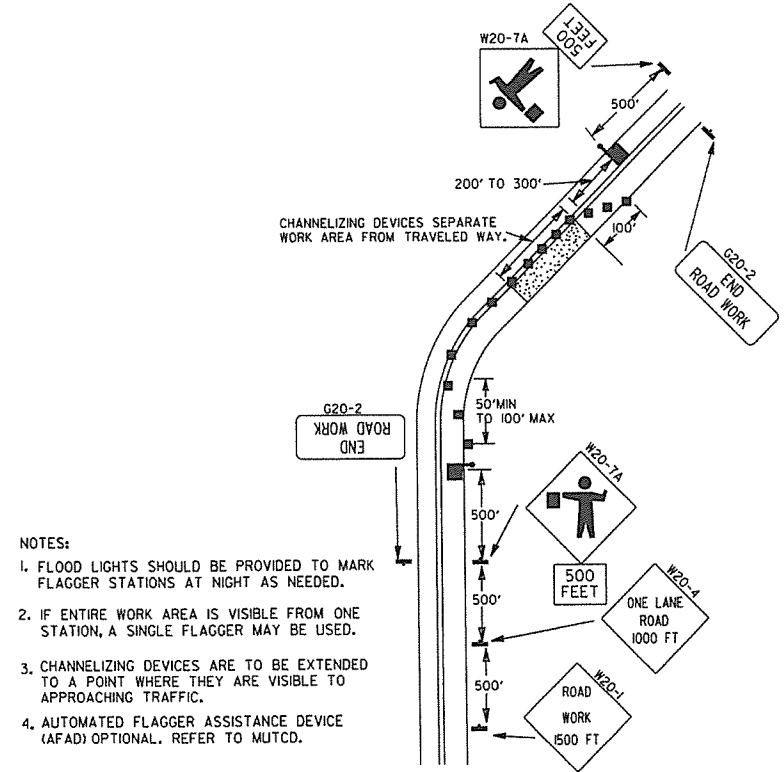 W20-7A
500
FEET
500'
200' TO 300'
CHANNELIZING DEVICES SEPARATE
WORK AREA FROM TRAVELED WAY.
100'
G20-2
END
ROAD WORK
G20-2
END
ROAD WORK
50'MIN
TO 100' MAX
W20-7A
500'
500
FEET
500'
W20-4
ONE LANE
ROAD
1000 FT
500'
W20-1
ROAD
WORK
1500 FT
NOTES:
1. FLOOD LIGHTS SHOULD BE PROVIDED TO MARK
FLAGGER STATIONS AT NIGHT AS NEEDED.
2. IF ENTIRE WORK AREA IS VISIBLE FROM ONE
STATION, A SINGLE FLAGGER MAY BE USED.
3. CHANNELIZING DEVICES ARE TO BE EXTENDED
TO A POINT WHERE THEY ARE VISIBLE TO
APPROACHING TRAFFIC.
4. AUTOMATED FLAGGER ASSISTANCE DEVICE
(AFAD) OPTIONAL. REFER TO MUTCD.